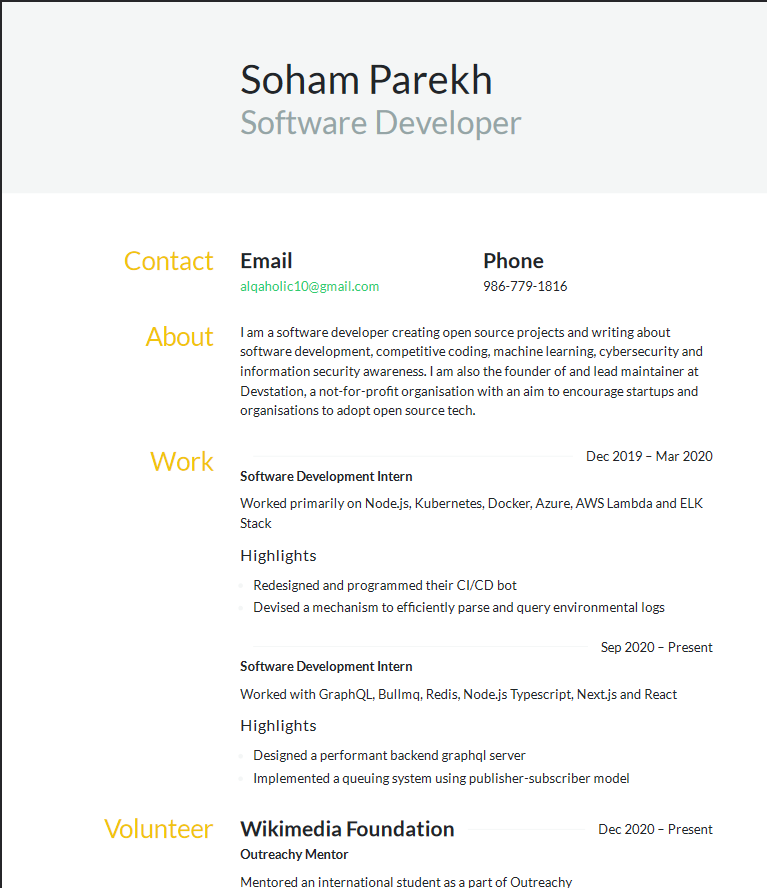 Soham Parekh
Software Developer
Contact
Email
Phone
alqaholic10@gmail.com
986-779-1816
About
I am a software developer creating open source projects and writing about
software development, competitive coding, machine learning, cybersecurity and
information security awareness. I am also the founder of and lead maintainer at
Devstation, a not-for-profit organisation with an aim to encourage startups and
organisations to adopt open source tech.
Work
Dec 2019 – Mar 2020
Software Development Intern
Worked primarily on Node.js, Kubernetes, Docker, Azure, AWS Lambda and ELK
Stack
Highlights
Redesigned and programmed their CI/CD bot
Devised a mechanism to efficiently parse and query environmental logs
Sep 2020 – Present
Software Development Intern
Worked with GraphQL, Bullmq, Redis, Node.js Typescript, Next.js and React
Highlights
Designed a performant backend graphql server
Implemented a queuing system using publisher-subscriber model
Volunteer
Wikimedia Foundation
Dec 2020 – Present
Outreachy Mentor
Mentored an international student as a part of Outreachy